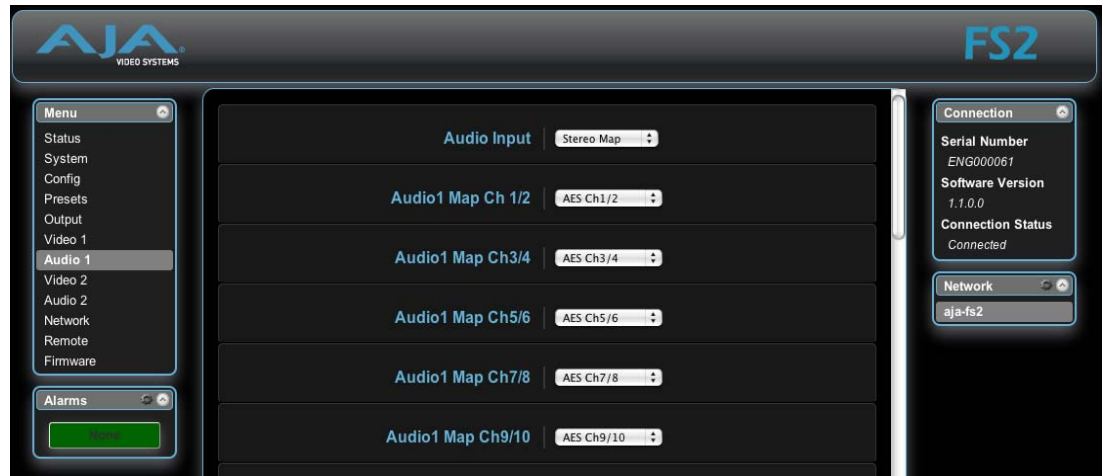 AJA
VIDEO SYSTEMS
FS2
Menu
Status
System
Config
Presets
Output
Video 1
Audio 1
Video 2
Audio 2
Network
Remote
Firmware
Alarms
None
Audio Input Stereo Map
Audio1 Map Ch 1/2 AES Ch1/2
Audio1 Map Ch3/4 AES Ch3/4
Audio1 Map Ch5/6 AES Ch5/6
Audio1 Map Ch7/8 AES Ch7/8
Audio1 Map Ch9/10 AES Ch9/10
Connection
Serial Number
ENG000061
Software Version
1.1.0.0
Connection Status
Connected
Network
aja-fs2